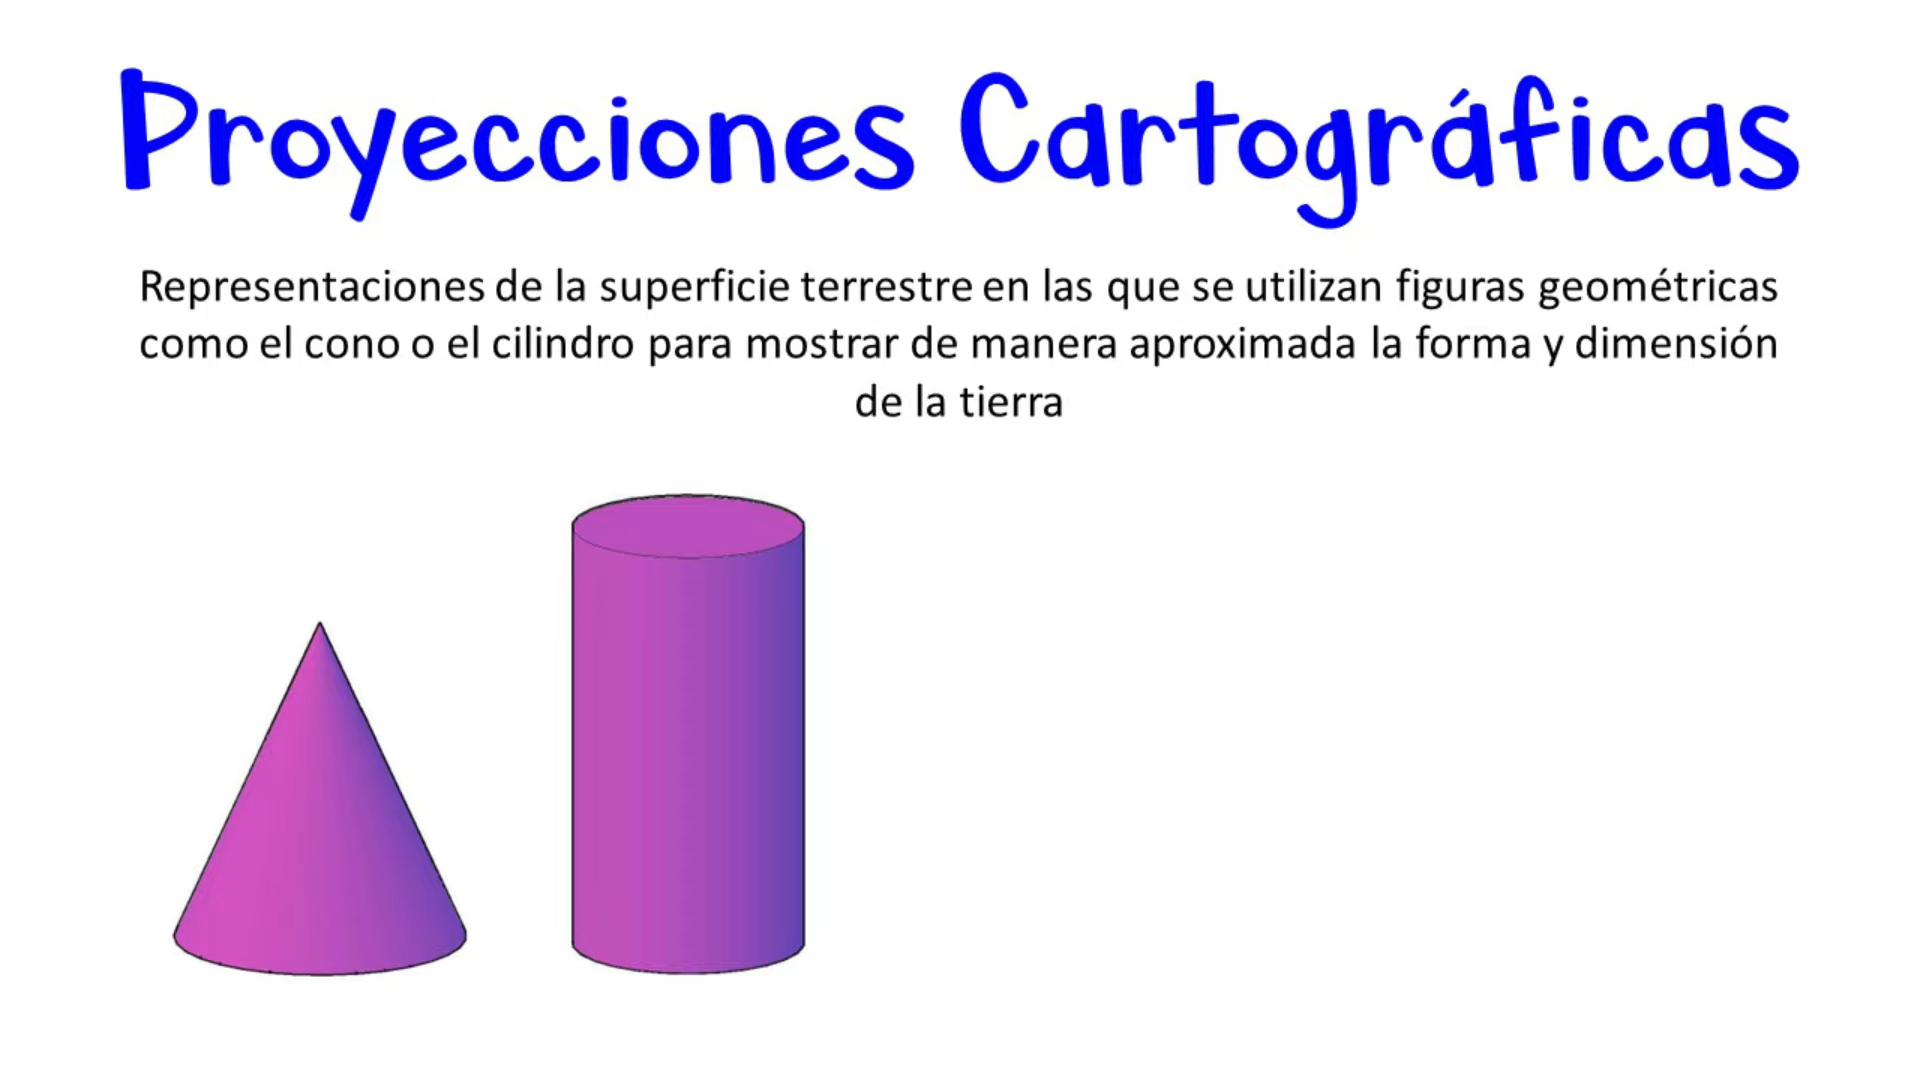 Proyecciones Cartográficas
Representaciones de la superficie terrestre en las que se utilizan figuras geométricas
como el cono o el cilindro para mostrar de manera aproximada la forma y dimensión
de la tierra